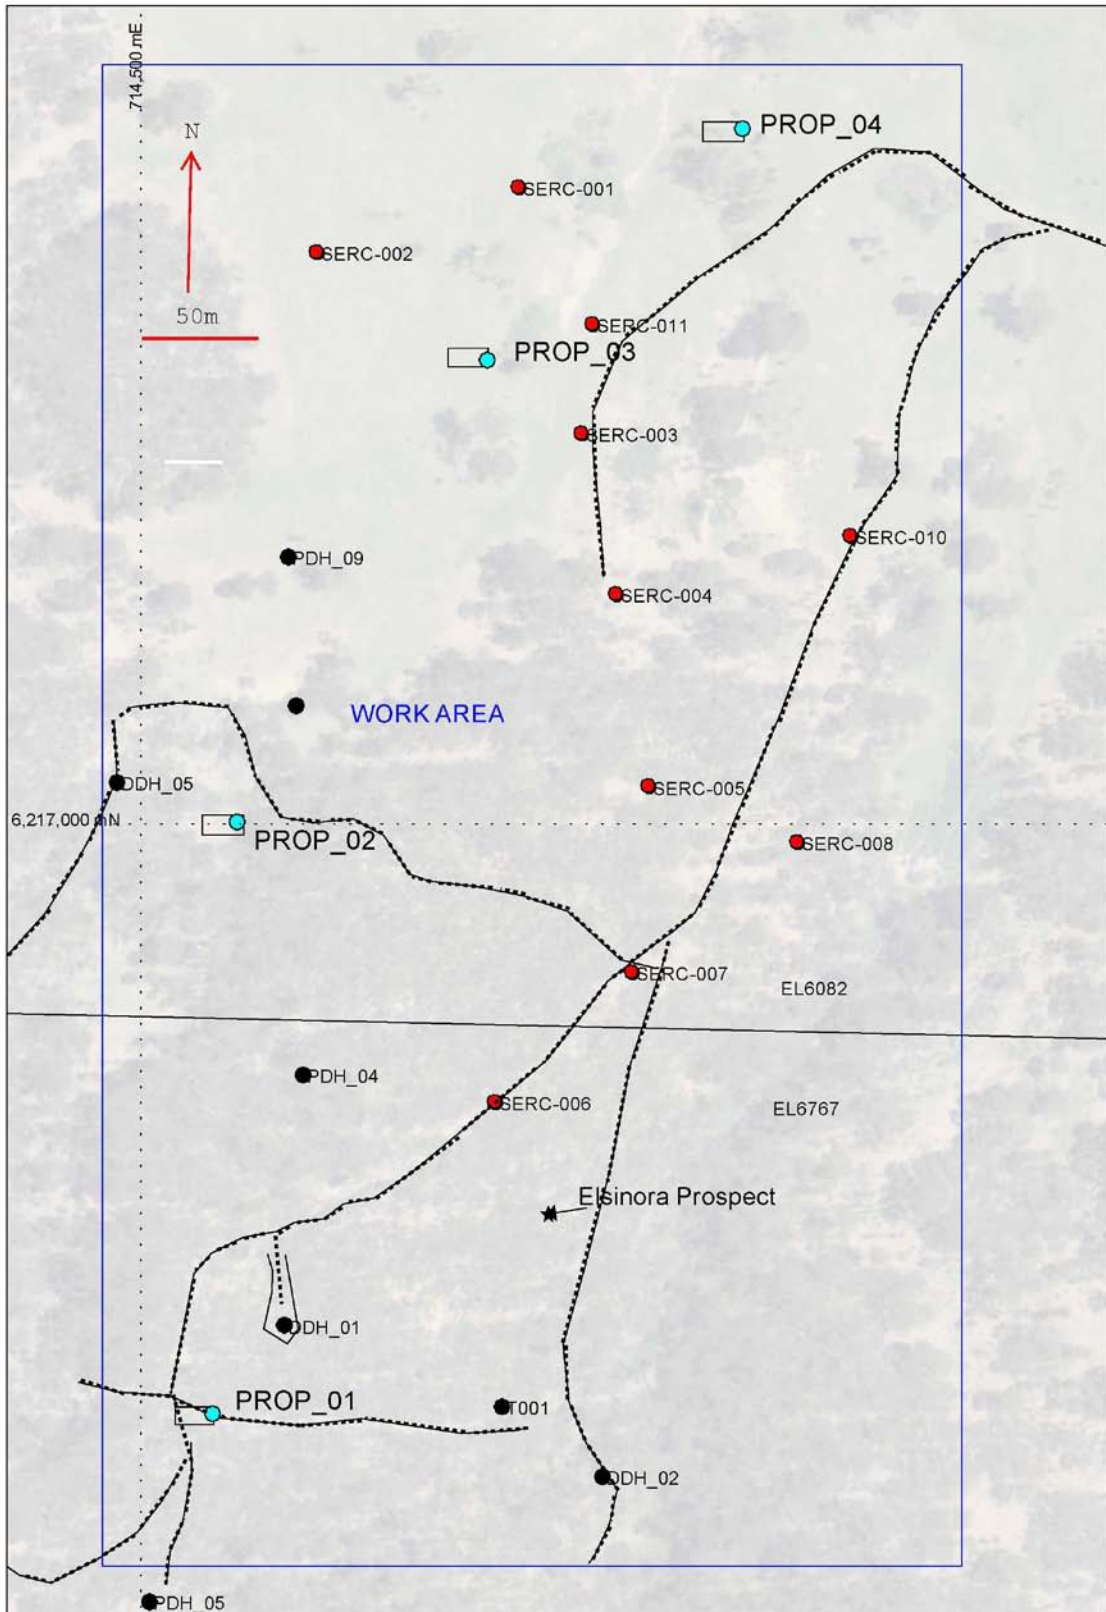 714,500 mE
PROP_04
N
SERC-001
SERC-002
50m
SERC-011
PROP_03
SERC-003
SERC-010
PDH_09
SERC-004
WORK AREA
DDH_05
SERC-005
6,217,000 mN
PROP_02
SERC-008
SERC-007
EL6082
PDH_04
SERC-006
EL6767
Elsinora Prospect
DDH_01
PROP_01
T001
DDH_02
PDH_05